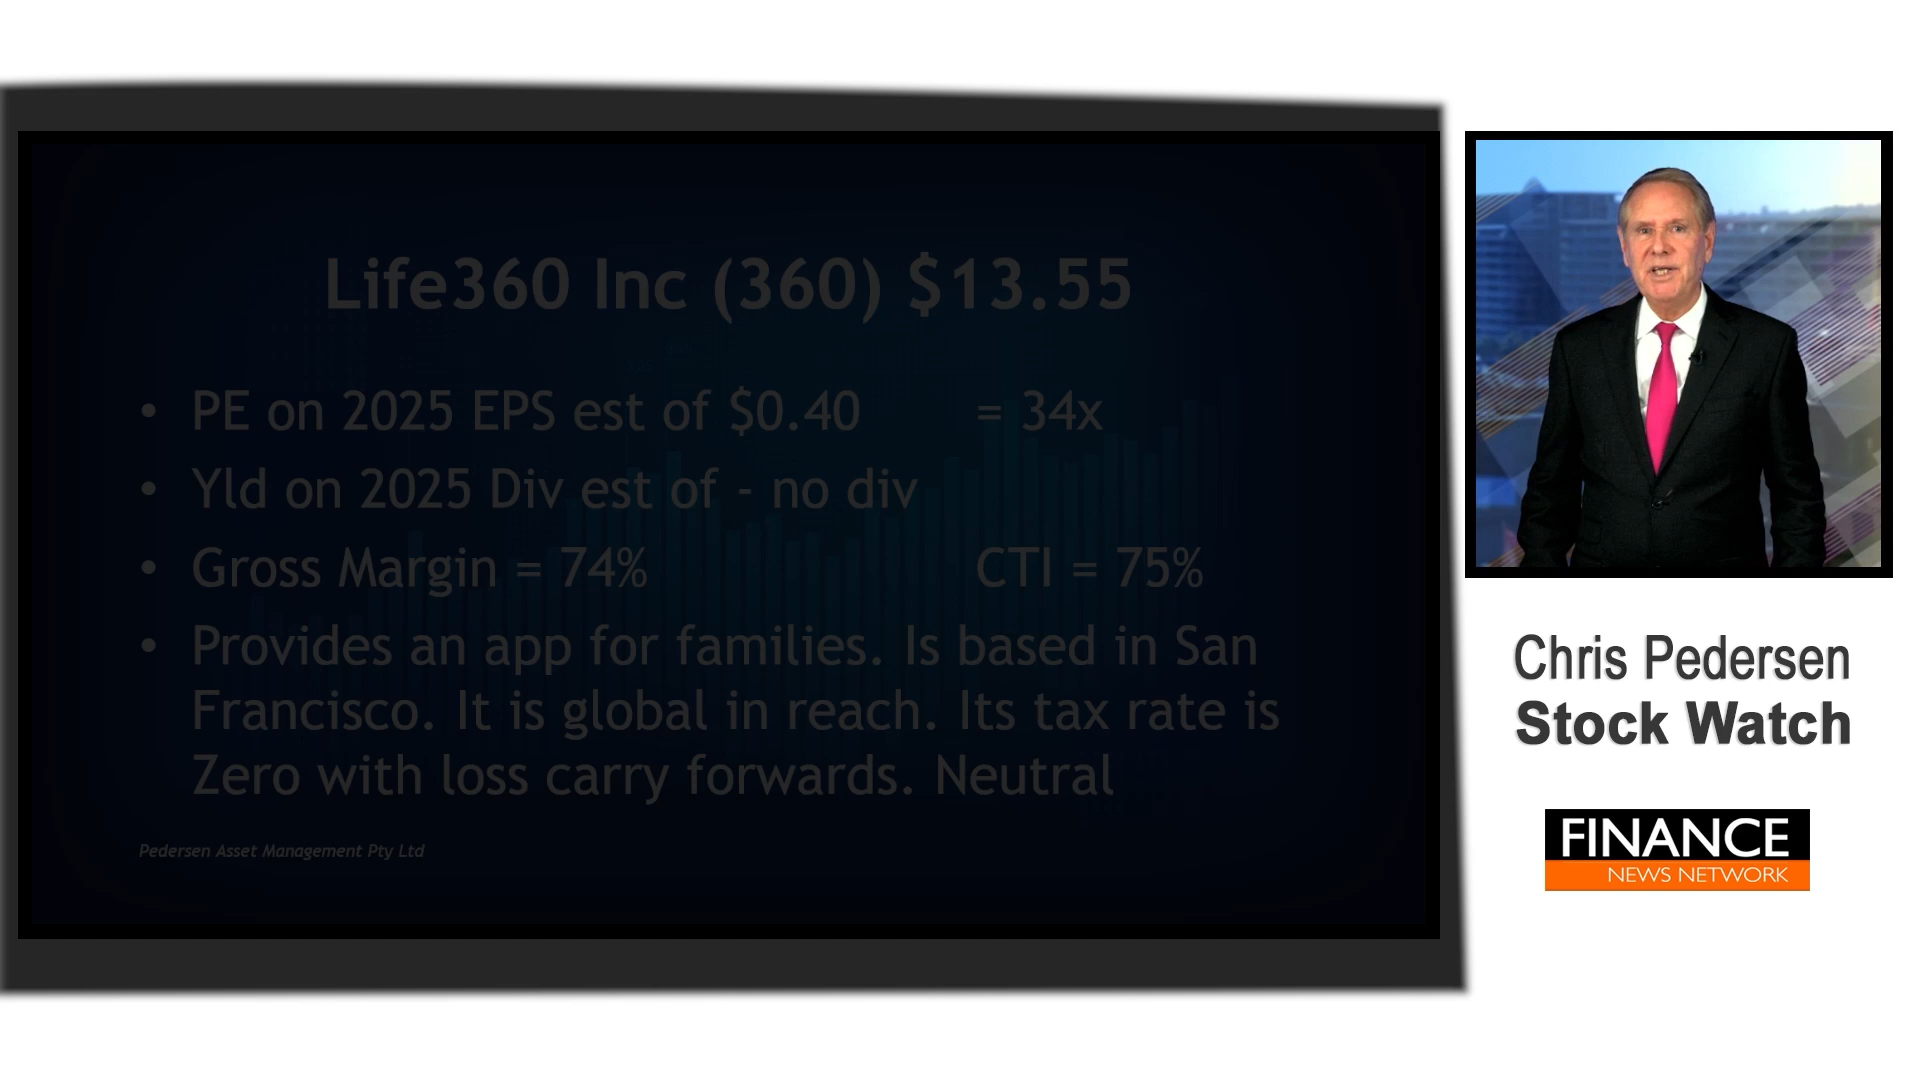 Life360 Inc (360) $13.55
• PE on 2025 EPS est of $0.40 = 34x
• Yld on 2025 Div est of - no div
• Gross Margin = 74% CTI = 75%
• Provides an app for families. Is based in San
Francisco. It is global in reach. Its tax rate is
Zero with loss carry forwards. Neutral
Pedersen Asset Management Pty Ltd
Chris Pedersen
Stock Watch
FINANCE
NEWS NETWORK